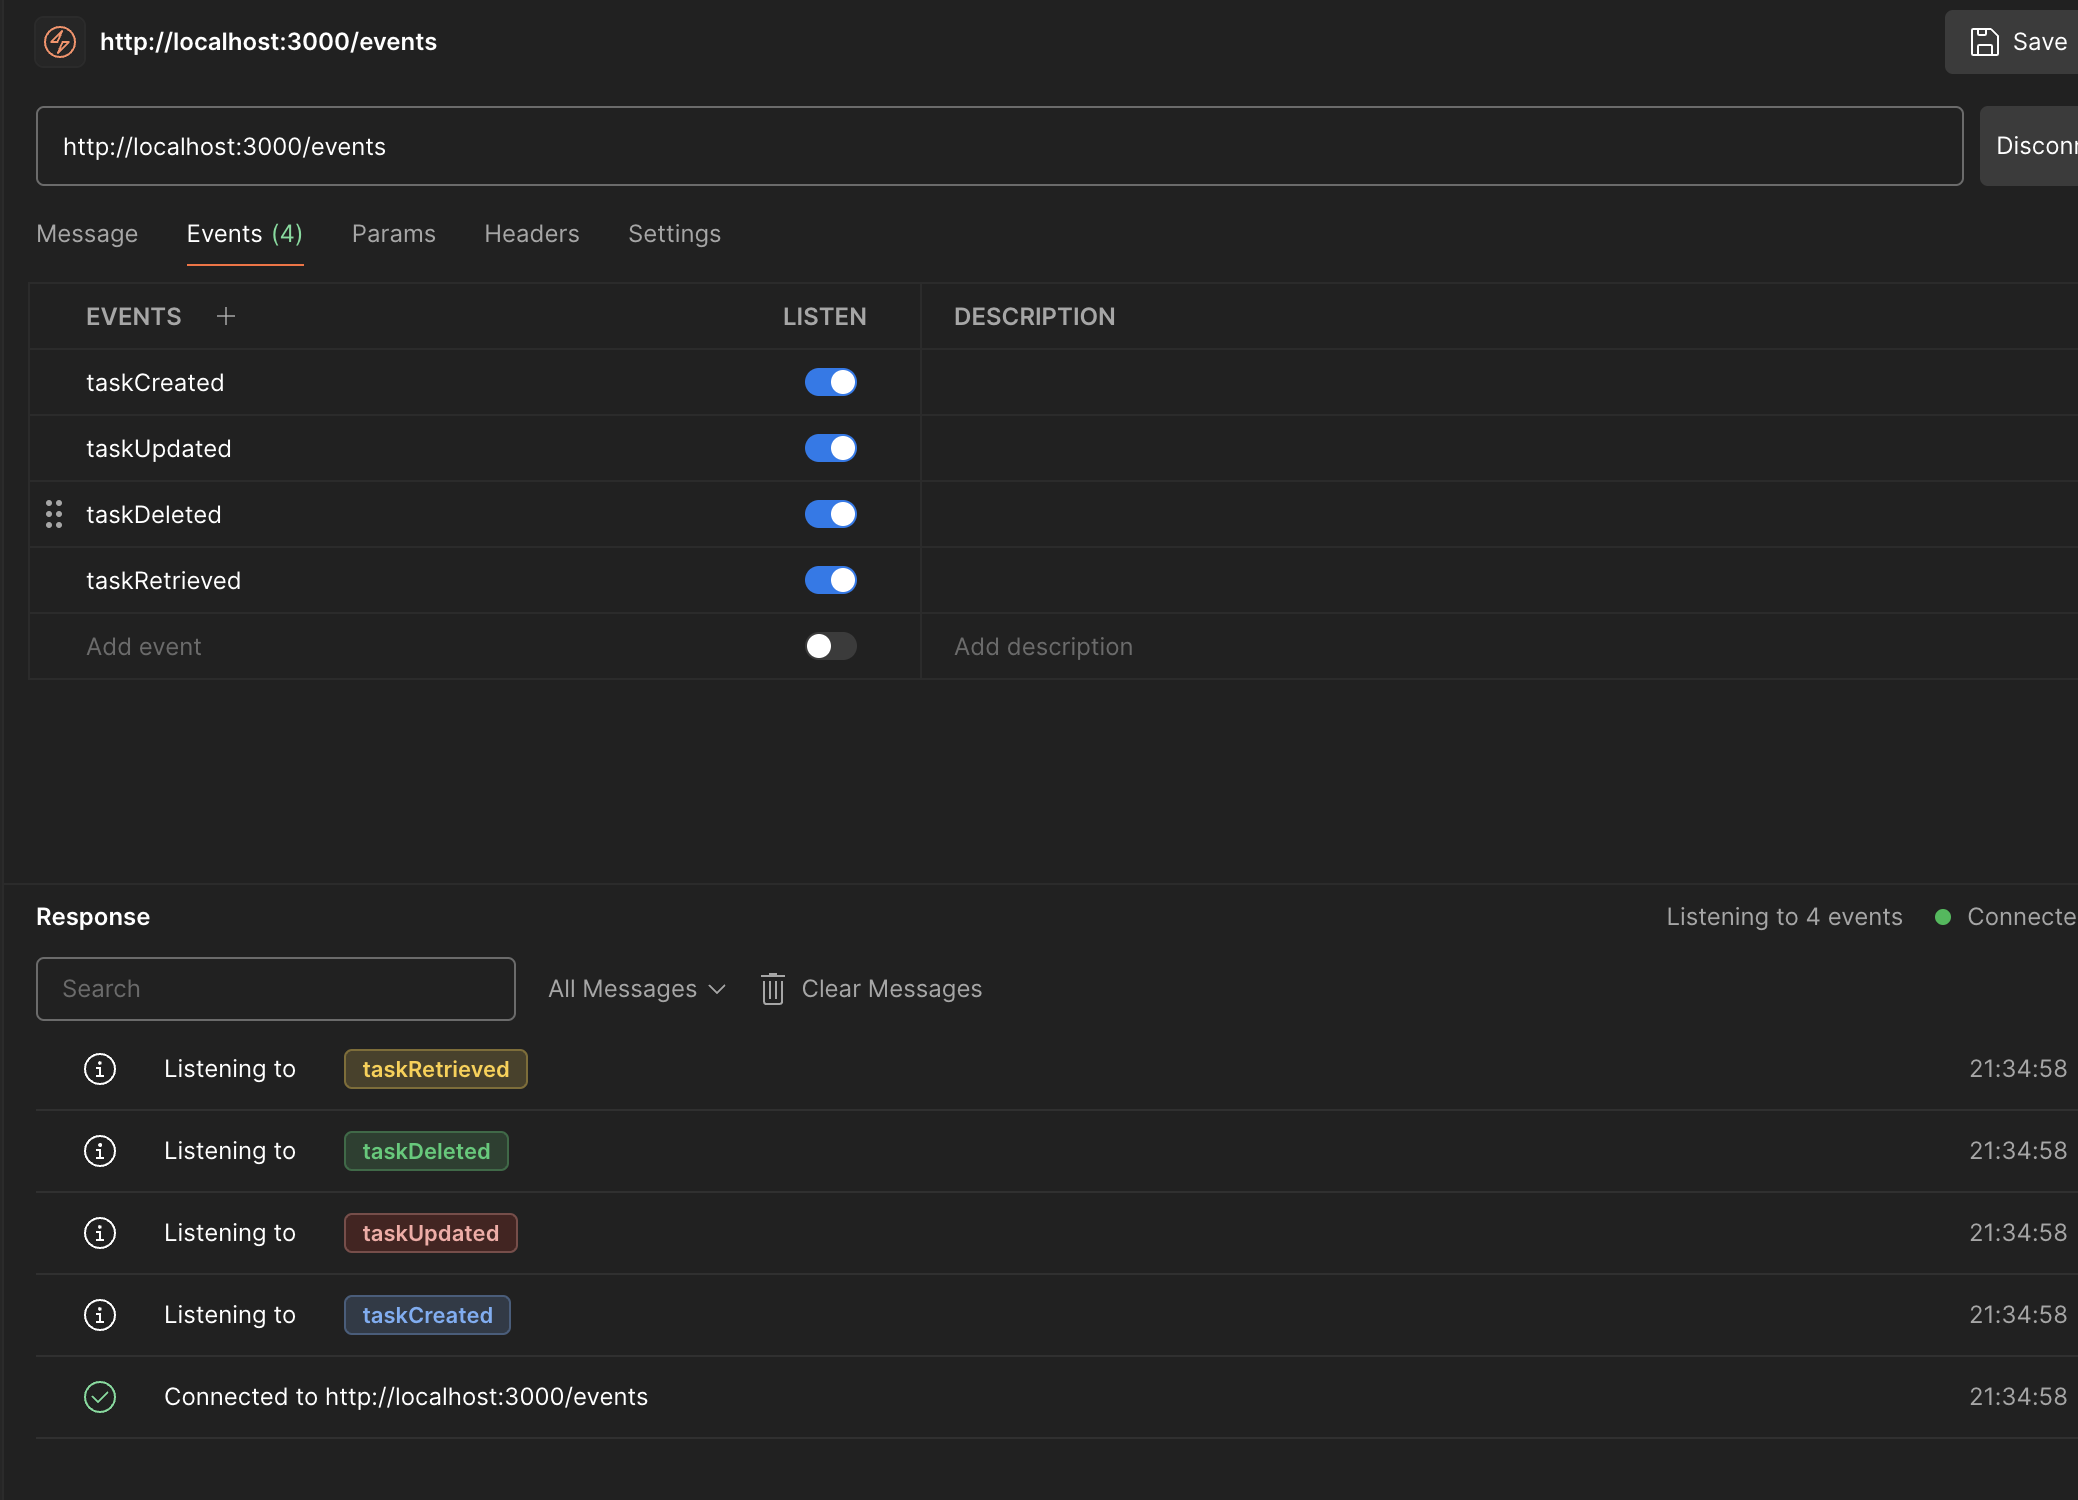 http://localhost:3000/events
Save
http://localhost:3000/events
Disconn
Message Events (4) Params Headers Settings
EVENTS + LISTEN DESCRIPTION
taskCreated
taskUpdated
taskDeleted
taskRetrieved
Add event Add description
Response Listening to 4 events Connecte
Search All Messages Clear Messages
Listening to taskRetrieved 21:34:58
Listening to taskDeleted 21:34:58
Listening to taskUpdated 21:34:58
Listening to taskCreated 21:34:58
Connected to http://localhost:3000/events 21:34:58